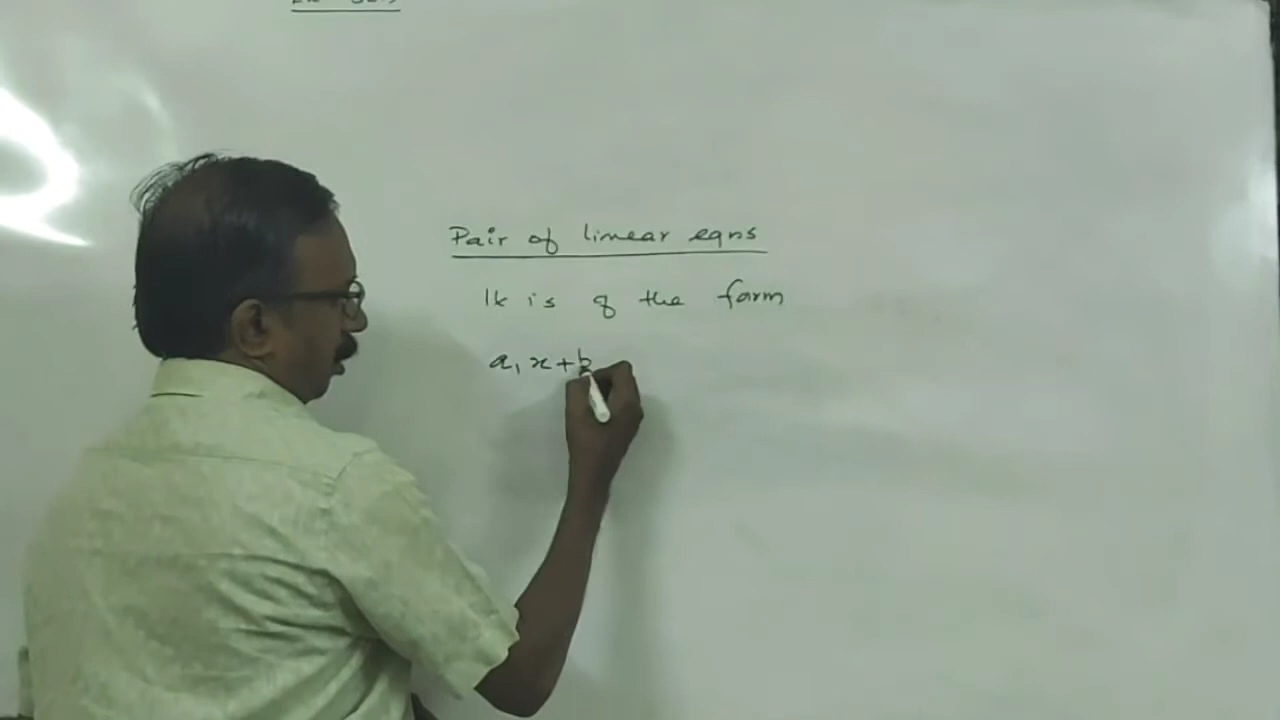 Pair of linear eqns
It is of the form
a₁x+b